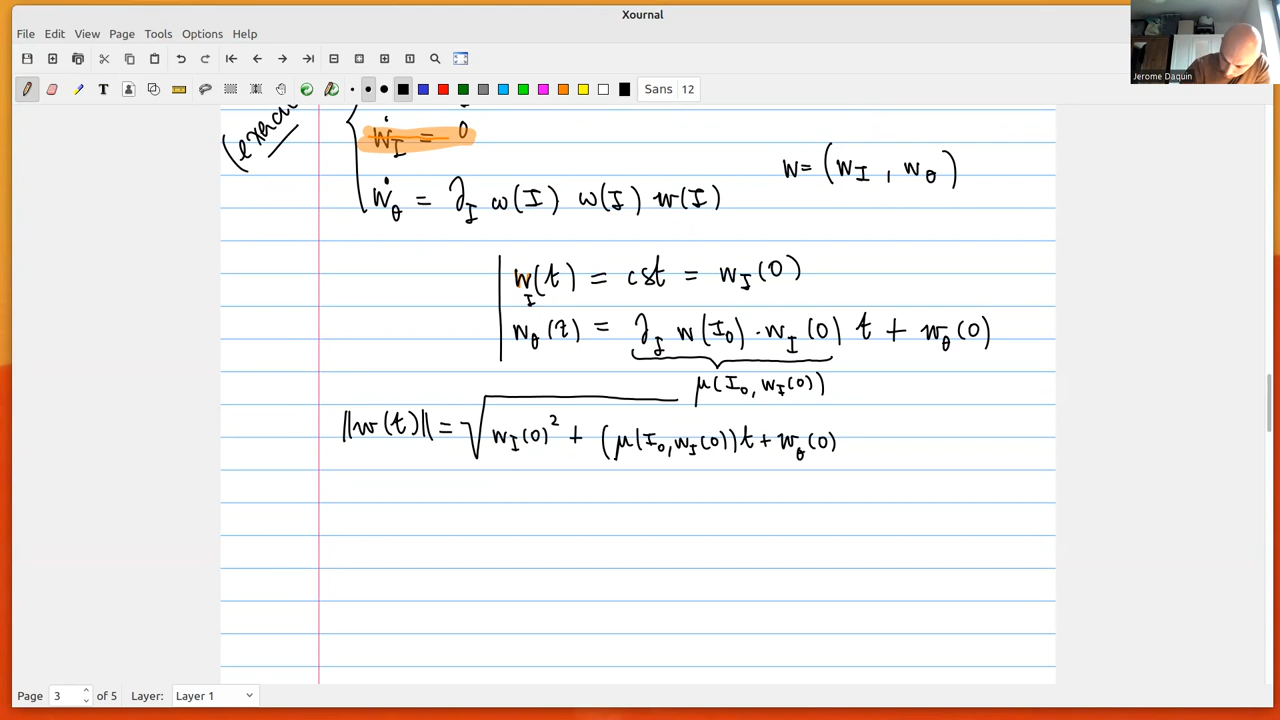 Xournal
File Edit View Page Tools Options Help
Sans 12
Jerome Daquin
(exact
ẇ_I = 0
w = (w_I , w_θ)
ẇ_θ = ∂_I ω(I) ω(I) w(I)
w_I(t) = cst = w_I(0)
w_θ(t) = ∂_I w(I_0) · w_I(0) t + w_θ(0)
μ(I_0, w_I(0))
||w(t)|| = √ w_I(0)² + (μ(I_0, w_I(0))t + w_θ(0)
Page 3 of 5 Layer: Layer 1